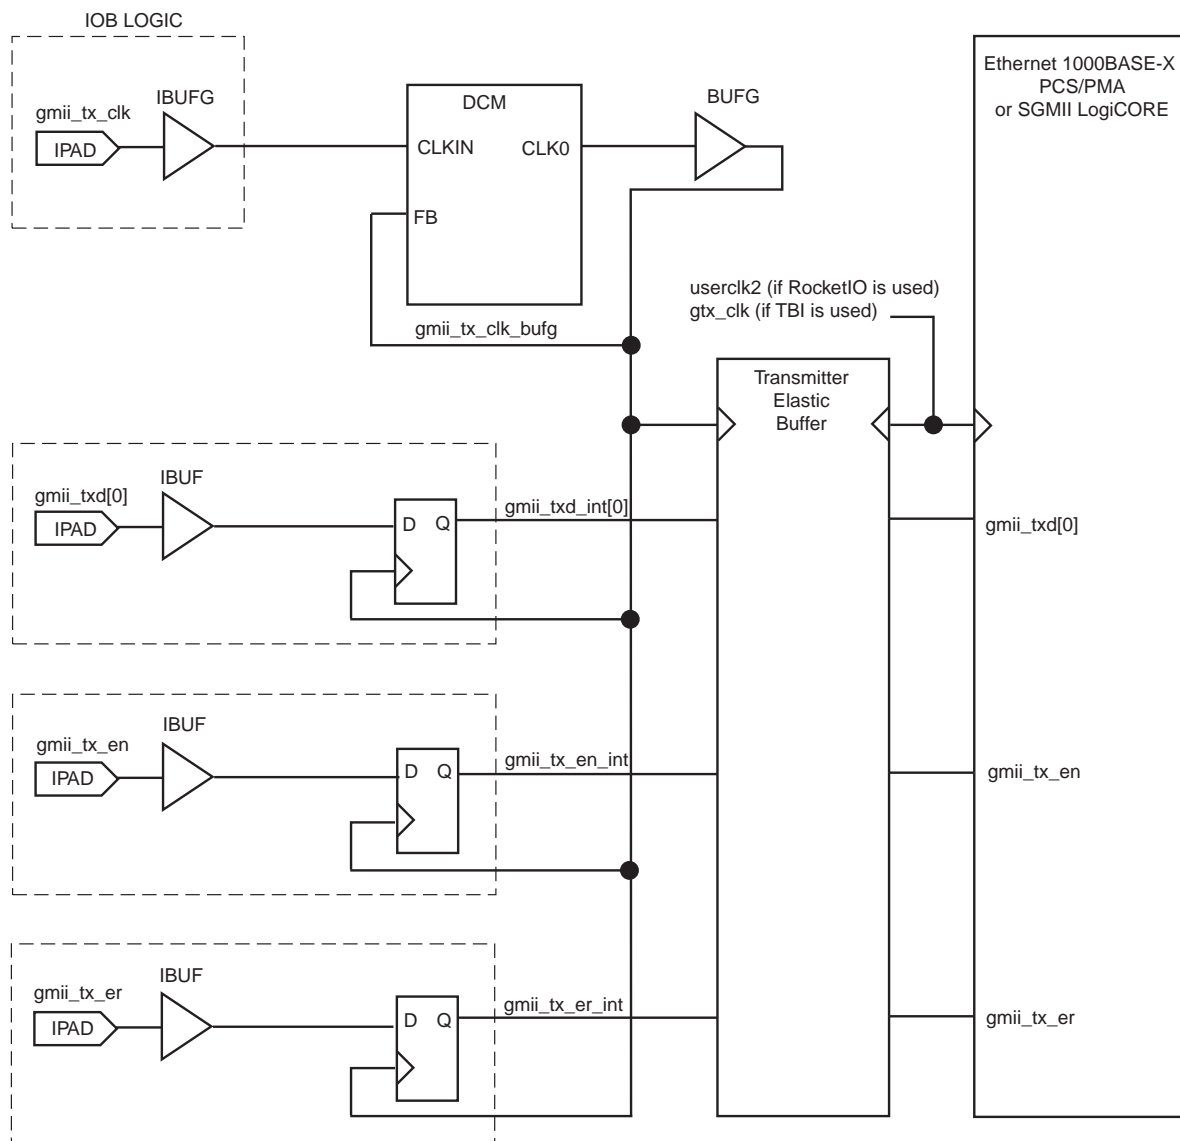 IOB LOGIC
gmii_tx_clk
IPAD
IBUFG
DCM
CLKIN
CLK0
FB
BUFG
Ethernet 1000BASE-X
PCS/PMA
or SGMII LogiCORE
userclk2 (if RocketIO is used)
gtx_clk (if TBI is used)
gmii_tx_clk_bufg
Transmitter
Elastic
Buffer
gmii_txd[0]
IPAD
IBUF
D
Q
gmii_txd_int[0]
gmii_txd[0]
gmii_tx_en
IPAD
IBUF
D
Q
gmii_tx_en_int
gmii_tx_en
gmii_tx_er
IPAD
IBUF
D
Q
gmii_tx_er_int
gmii_tx_er